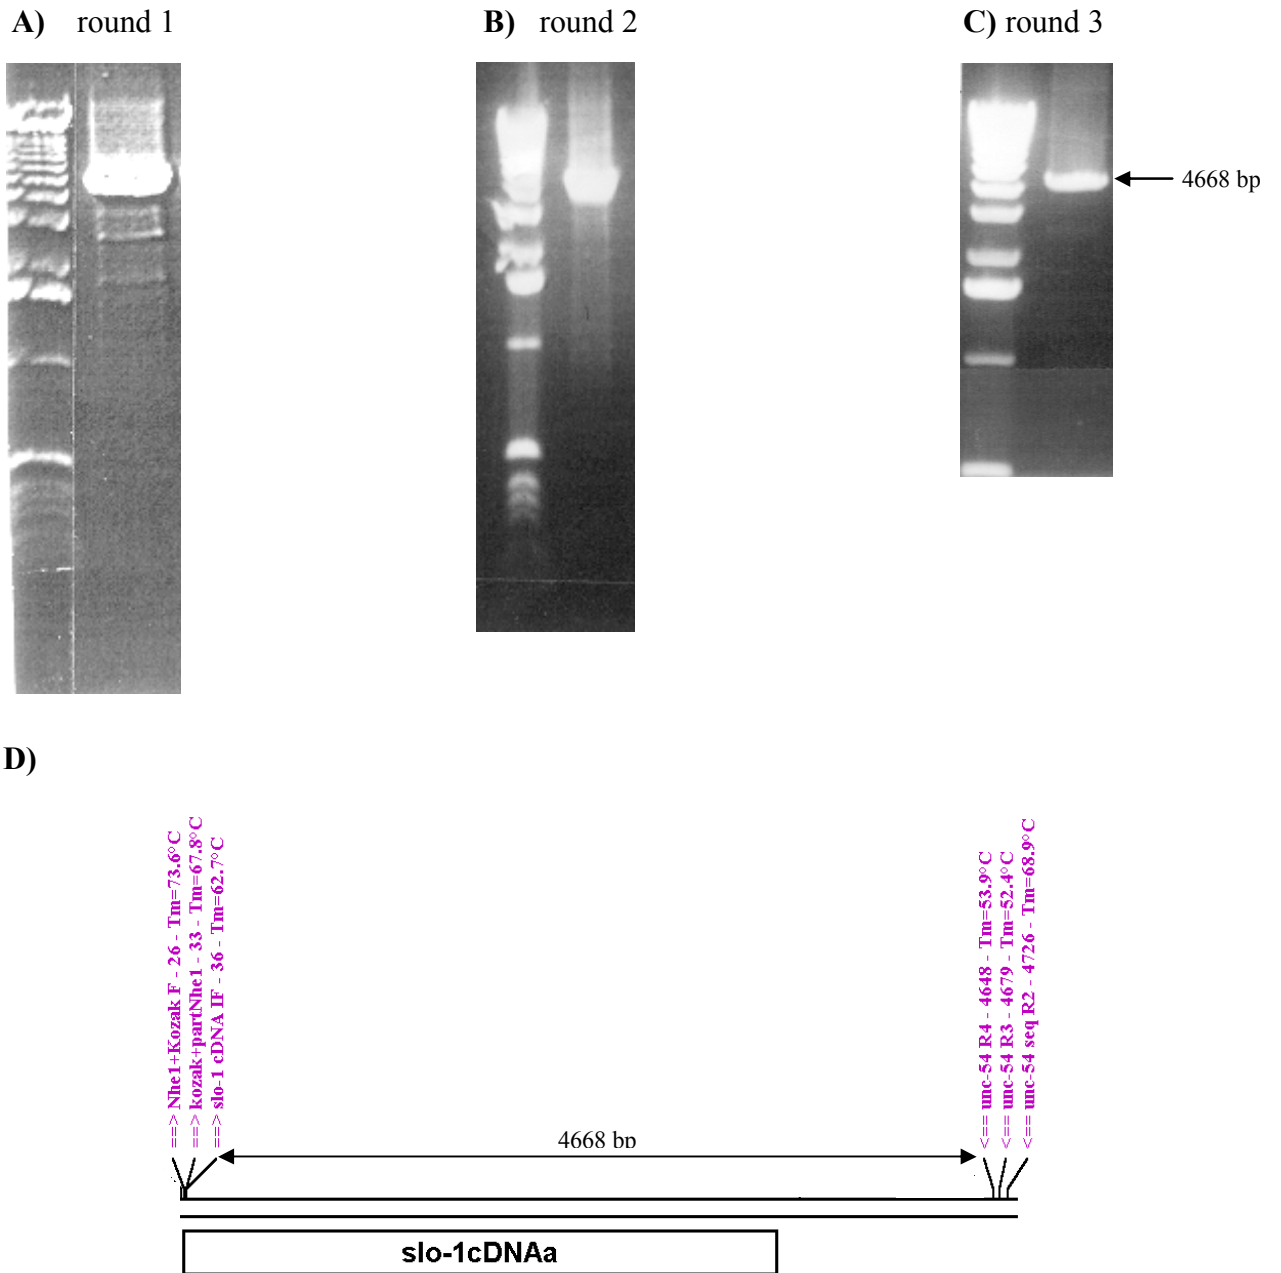 A) round 1
B) round 2
C) round 3
4668 bp
D)
==> Nhe1+Kozak F - 26 - Tm=73.6°C
==> kozak+partNhe1 - 33 - Tm=67.8°C
==> slo-1 cDNA IF - 36 - Tm=62.7°C
<== unc-54 R4 - 4648 - Tm=53.9°C
<== unc-54 R3 - 4679 - Tm=52.4°C
<== unc-54 seq R2 - 4726 - Tm=68.9°C
4668 bp
slo-1cDNAa